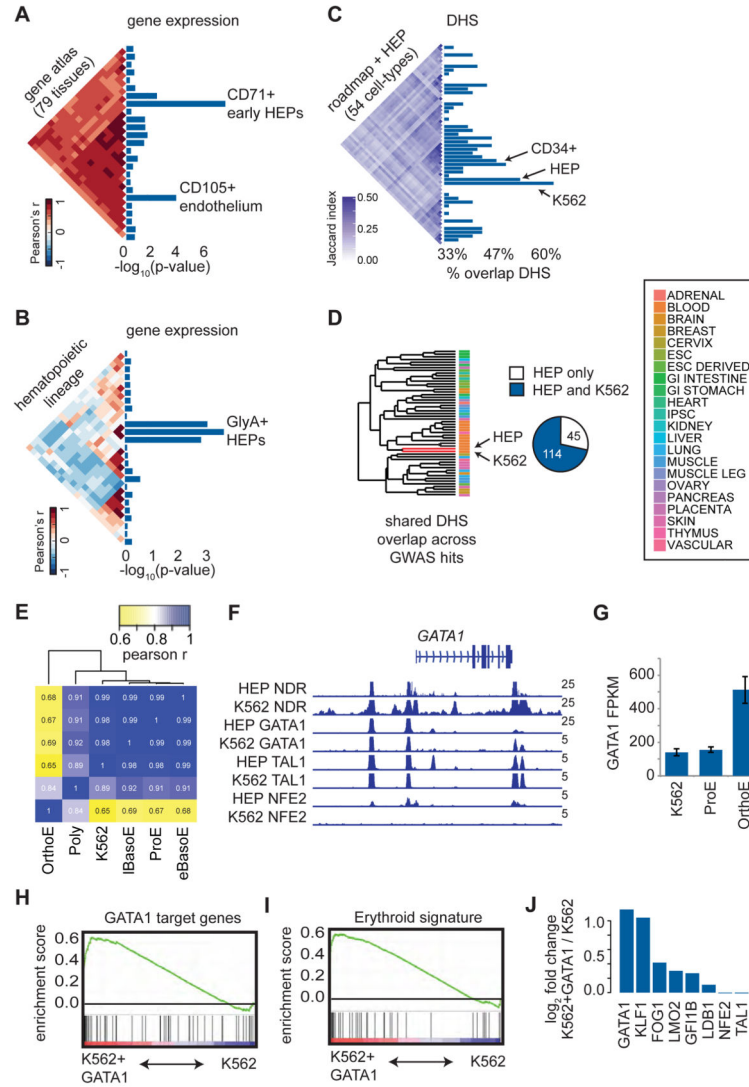 A
gene expression
gene atlas
(79 tissues)
CD71+
early HEPs
CD105+
endothelium
Pearson's r
-1 0 1
0 2 4 6
-log10(p-value)
B
gene expression
hematopoietic
lineage
GlyA+
HEPs
Pearson's r
-1 0 1
0 1 2 3
-log10(p-value)
C
DHS
roadmap + HEP
(54 cell-types)
CD34+
HEP
K562
Jaccard index
0.50
0.25
0.00
33% 47% 60%
% overlap DHS
D
HEP only
HEP and K562
HEP
K562
45
114
shared DHS
overlap across
GWAS hits
ADRENAL
BLOOD
BRAIN
BREAST
CERVIX
ESC
ESC DERIVED
GI INTESTINE
GI STOMACH
HEART
IPSC
KIDNEY
LIVER
LUNG
MUSCLE
MUSCLE LEG
OVARY
PANCREAS
PLACENTA
SKIN
THYMUS
VASCULAR
E
0.6 0.8 1
pearson r
0.68 0.91 0.99 0.99 0.99 1
0.67 0.91 0.98 0.99 1 0.99
0.69 0.92 0.98 1 0.99 0.99
0.65 0.89 1 0.98 0.98 0.99
0.84 1 0.89 0.92 0.91 0.91
1 0.84 0.65 0.69 0.67 0.68
OrthoE
Poly
K562
lBasoE
ProE
eBasoE
F
GATA1
HEP NDR 25
K562 NDR 25
HEP GATA1 25
K562 GATA1 5
HEP TAL1 5
K562 TAL1 5
HEP NFE2 5
K562 NFE2 5
G
GATA1 FPKM
600
400
200
0
K562
ProE
OrthoE
H
GATA1 target genes
enrichment score
0.6
0.4
0.2
0.0
K562+
GATA1
K562
I
Erythroid signature
enrichment score
0.6
0.4
0.2
0.0
K562+
GATA1
K562
J
log2 fold change
K562+GATA1 / K562
1.0
0.5
0.0
GATA1
KLF1
FOG1
LMO2
GFI1B
LDB1
NFE2
TAL1